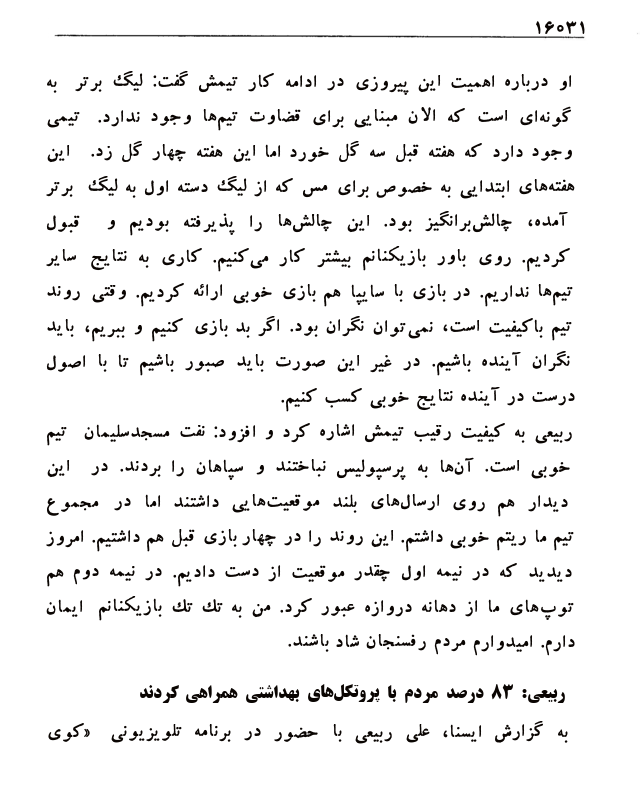 ۱۶۰۳۱
او درباره اهمیت این پیروزی در ادامه کار تیمش گفت: لیگ برتر به
گونه‌ای است که الان مبنایی برای قضاوت تیم‌ها وجود ندارد. تیمی
وجود دارد که هفته قبل سه گل خورد اما این هفته چهار گل زد. این
هفته‌های ابتدایی به خصوص برای مس که از لیگ دسته اول به لیگ برتر
آمده، چالش‌برانگیز بود. این چالش‌ها را پذیرفته بودیم و قبول
کردیم. روی باور بازیکنانم بیشتر کار می‌کنیم. کاری به نتایج سایر
تیم‌ها نداریم. در بازی با سایپا هم بازی خوبی ارائه کردیم. وقتی روند
تیم باکیفیت است، نمی‌توان نگران بود. اگر بد بازی کنیم و ببریم، باید
نگران آینده باشیم. در غیر این صورت باید صبور باشیم تا با اصول
درست در آینده نتایج خوبی کسب کنیم.
ربیعی به کیفیت رقیب تیمش اشاره کرد و افزود: نفت مسجدسلیمان تیم
خوبی است. آن‌ها به پرسپولیس نباختند و سپاهان را بردند. در این
دیدار هم روی ارسال‌های بلند موقعیت‌هایی داشتند اما در مجموع
تیم ما ریتم خوبی داشتم. این روند را در چهار بازی قبل هم داشتیم. امروز
دیدید که در نیمه اول چقدر موقعیت از دست دادیم. در نیمه دوم هم
توپ‌های ما از دهانه دروازه عبور کرد. من به تك تك بازیکنانم ایمان
دارم. امیدوارم مردم رفسنجان شاد باشند.
ربیعی: ۸۳ درصد مردم با پروتکل‌های بهداشتی همراهی کردند
به گزارش ایسنا، علی ربیعی با حضور در برنامه تلویزیونی «کوی